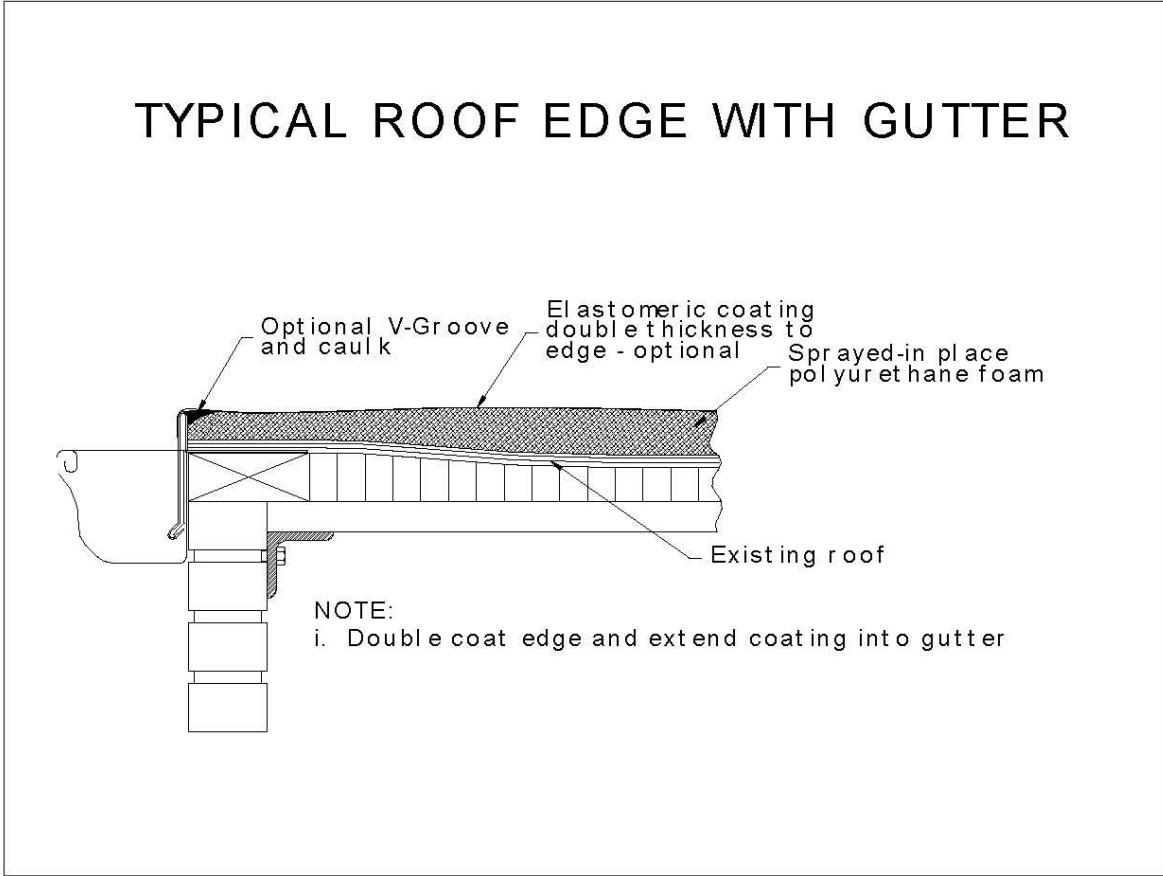 TYPICAL ROOF EDGE WITH GUTTER
Optional V-Groove
and caulk
Elastomeric coating
double thickness to
edge - optional
Sprayed-in place
polyurethane foam
Existing roof
NOTE:
i. Double coat edge and extend coating into gutter